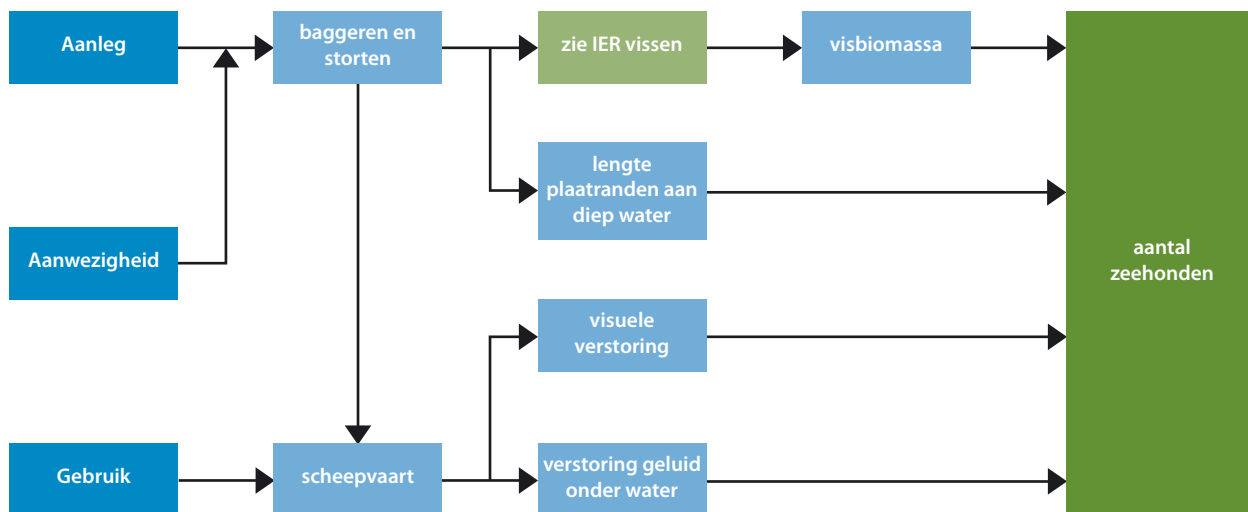 Aanleg
baggeren en
storten
zie IER vissen
visbiomassa
lengte
plaatranden aan
diep water
Aanwezigheid
aantal
zeehonden
visuele
verstoring
Gebruik
scheepvaart
verstoring geluid
onder water